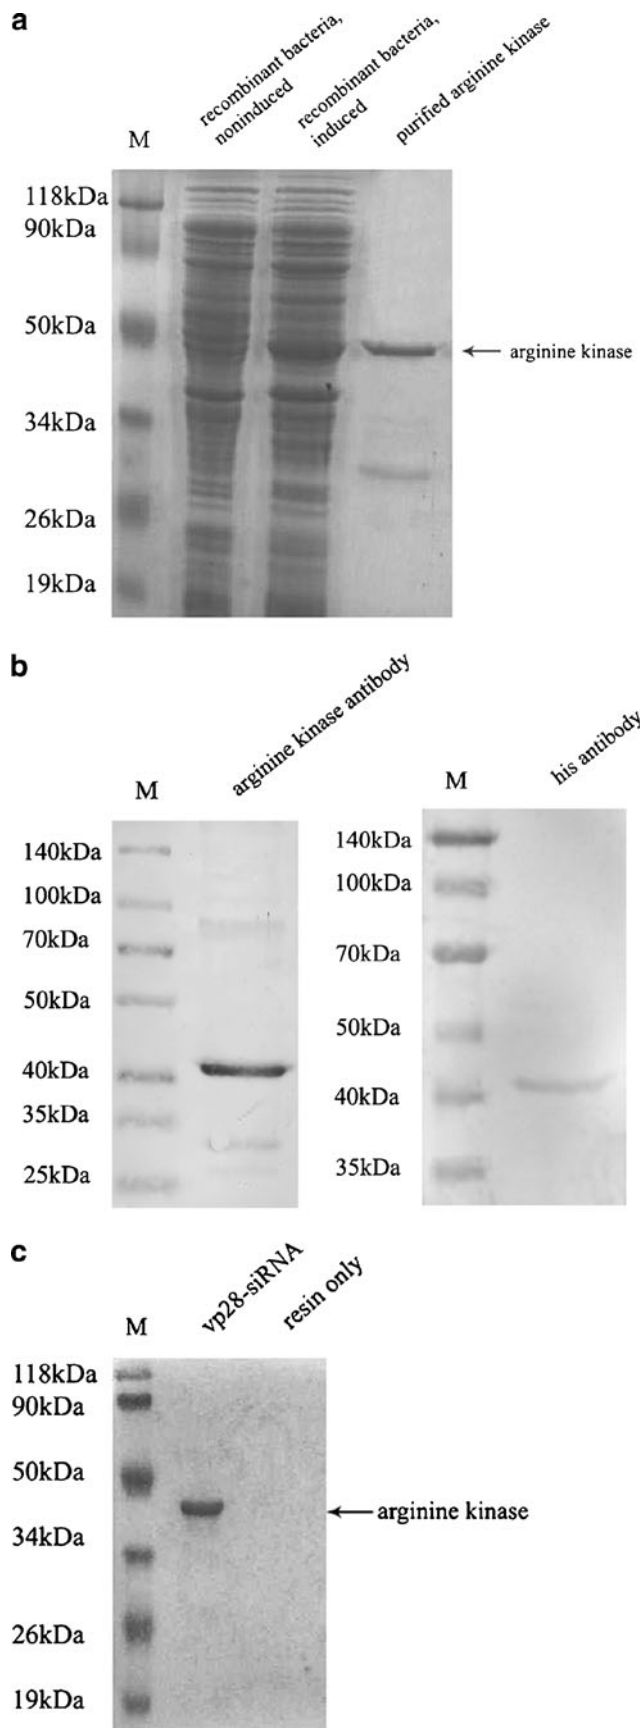 a
M
recombinant bacteria,
noninduced
recombinant bacteria,
induced
purified arginine kinase
118kDa
90kDa
50kDa
34kDa
26kDa
19kDa
arginine kinase
b
M
arginine kinase antibody
140kDa
100kDa
70kDa
50kDa
40kDa
35kDa
25kDa
M
his antibody
140kDa
100kDa
70kDa
50kDa
40kDa
35kDa
c
M
vp28-siRNA
resin only
118kDa
90kDa
50kDa
34kDa
26kDa
19kDa
arginine kinase